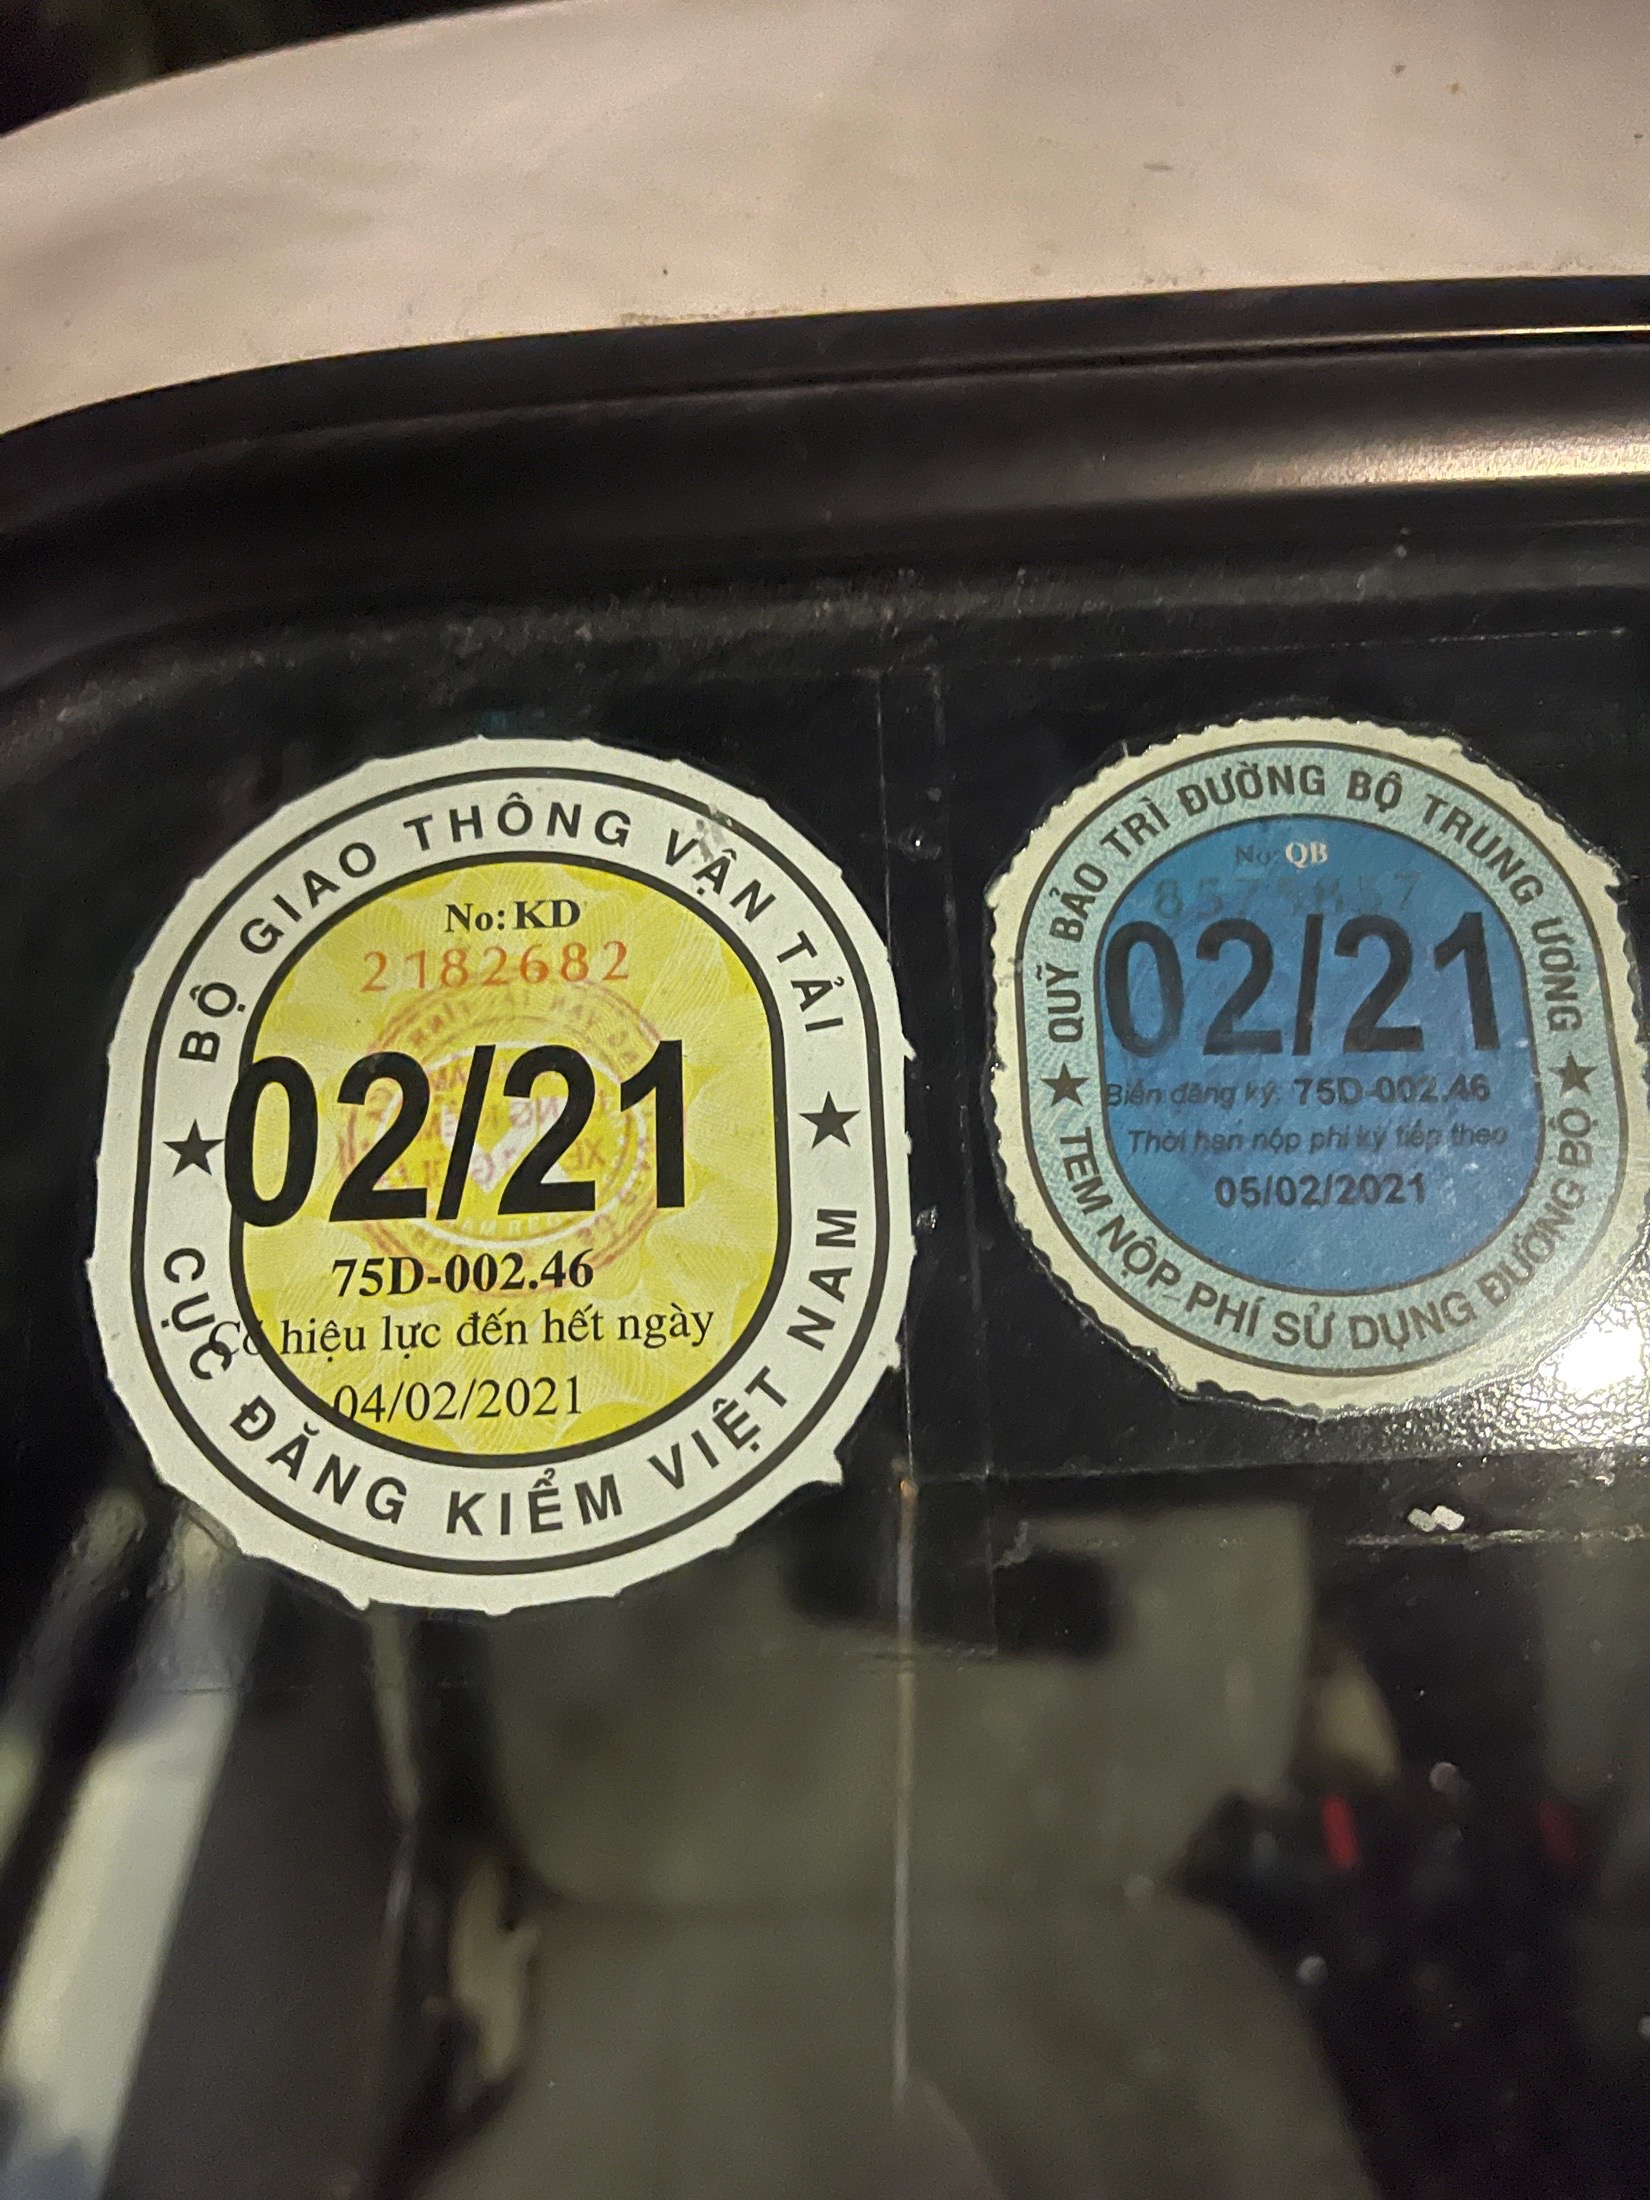 BỘ GIAO THÔNG VẬN TẢI
No: KD
2182682
02/21
75D-002.46
Có hiệu lực đến hết ngày
04/02/2021
CỤC ĐĂNG KIỂM VIỆT NAM
QUỸ BẢO TRÌ ĐƯỜNG BỘ TRUNG ƯƠNG
No: QB
02/21
Biển đăng ký: 75D-002.46
Thời hạn nộp phí kỳ tiếp theo
05/02/2021
TEM NỘP PHÍ SỬ DỤNG ĐƯỜNG BỘ